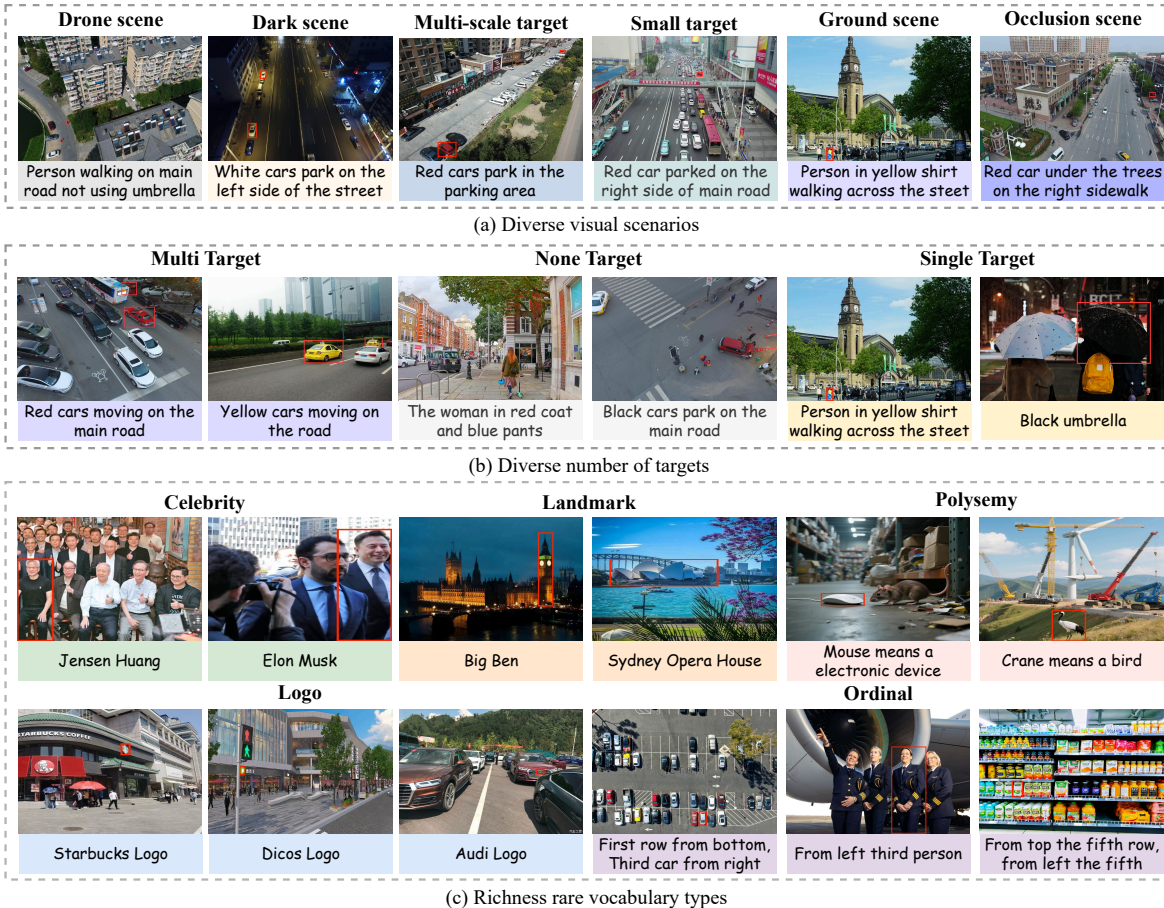 Drone scene
Dark scene
Multi-scale target
Small target
Ground scene
Occlusion scene
Person walking on main
road not using umbrella
White cars park on the
left side of the street
Red cars park in the
parking area
Red car parked on the
right side of main road
Person in yellow shirt
walking across the steet
Red car under the trees
on the right sidewalk
(a) Diverse visual scenarios
Multi Target
None Target
Single Target
Red cars moving on the
main road
Yellow cars moving on
the road
The woman in red coat
and blue pants
Black cars park on the
main road
Person in yellow shirt
walking across the steet
Black umbrella
(b) Diverse number of targets
Celebrity
Landmark
Polysemy
Jensen Huang
Elon Musk
Big Ben
Sydney Opera House
Mouse means a
electronic device
Crane means a bird
Logo
Ordinal
STARBUCKS COFFEE
Starbucks Logo
Dicos Logo
Audi Logo
First row from bottom,
Third car from right
From left third person
From top the fifth row,
from left the fifth
(c) Richness rare vocabulary types